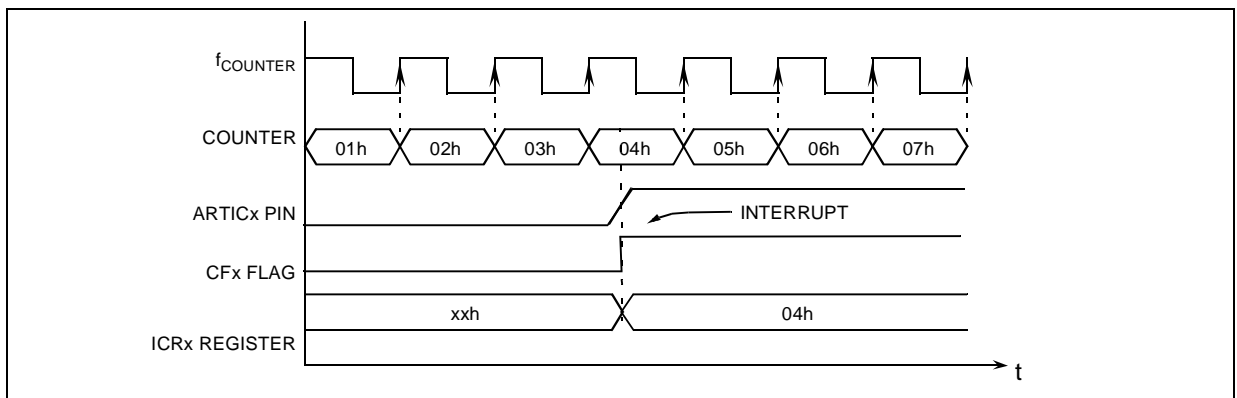 fCOUNTER
COUNTER
01h 02h 03h 04h 05h 06h 07h
ARTICx PIN
INTERRUPT
CFx FLAG
xxh 04h
ICRx REGISTER
t